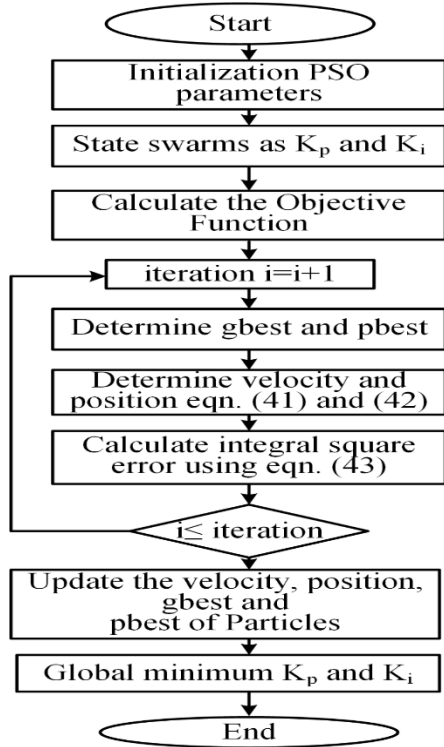 Start
Initialization PSO
parameters
State swarms as Kₚ and Kᵢ
Calculate the Objective
Function
iteration i=i+1
Determine gbest and pbest
Determine velocity and
position eqn. (41) and (42)
Calculate integral square
error using eqn. (43)
i≤ iteration
Update the velocity, position,
gbest and
pbest of Particles
Global minimum Kₚ and Kᵢ
End